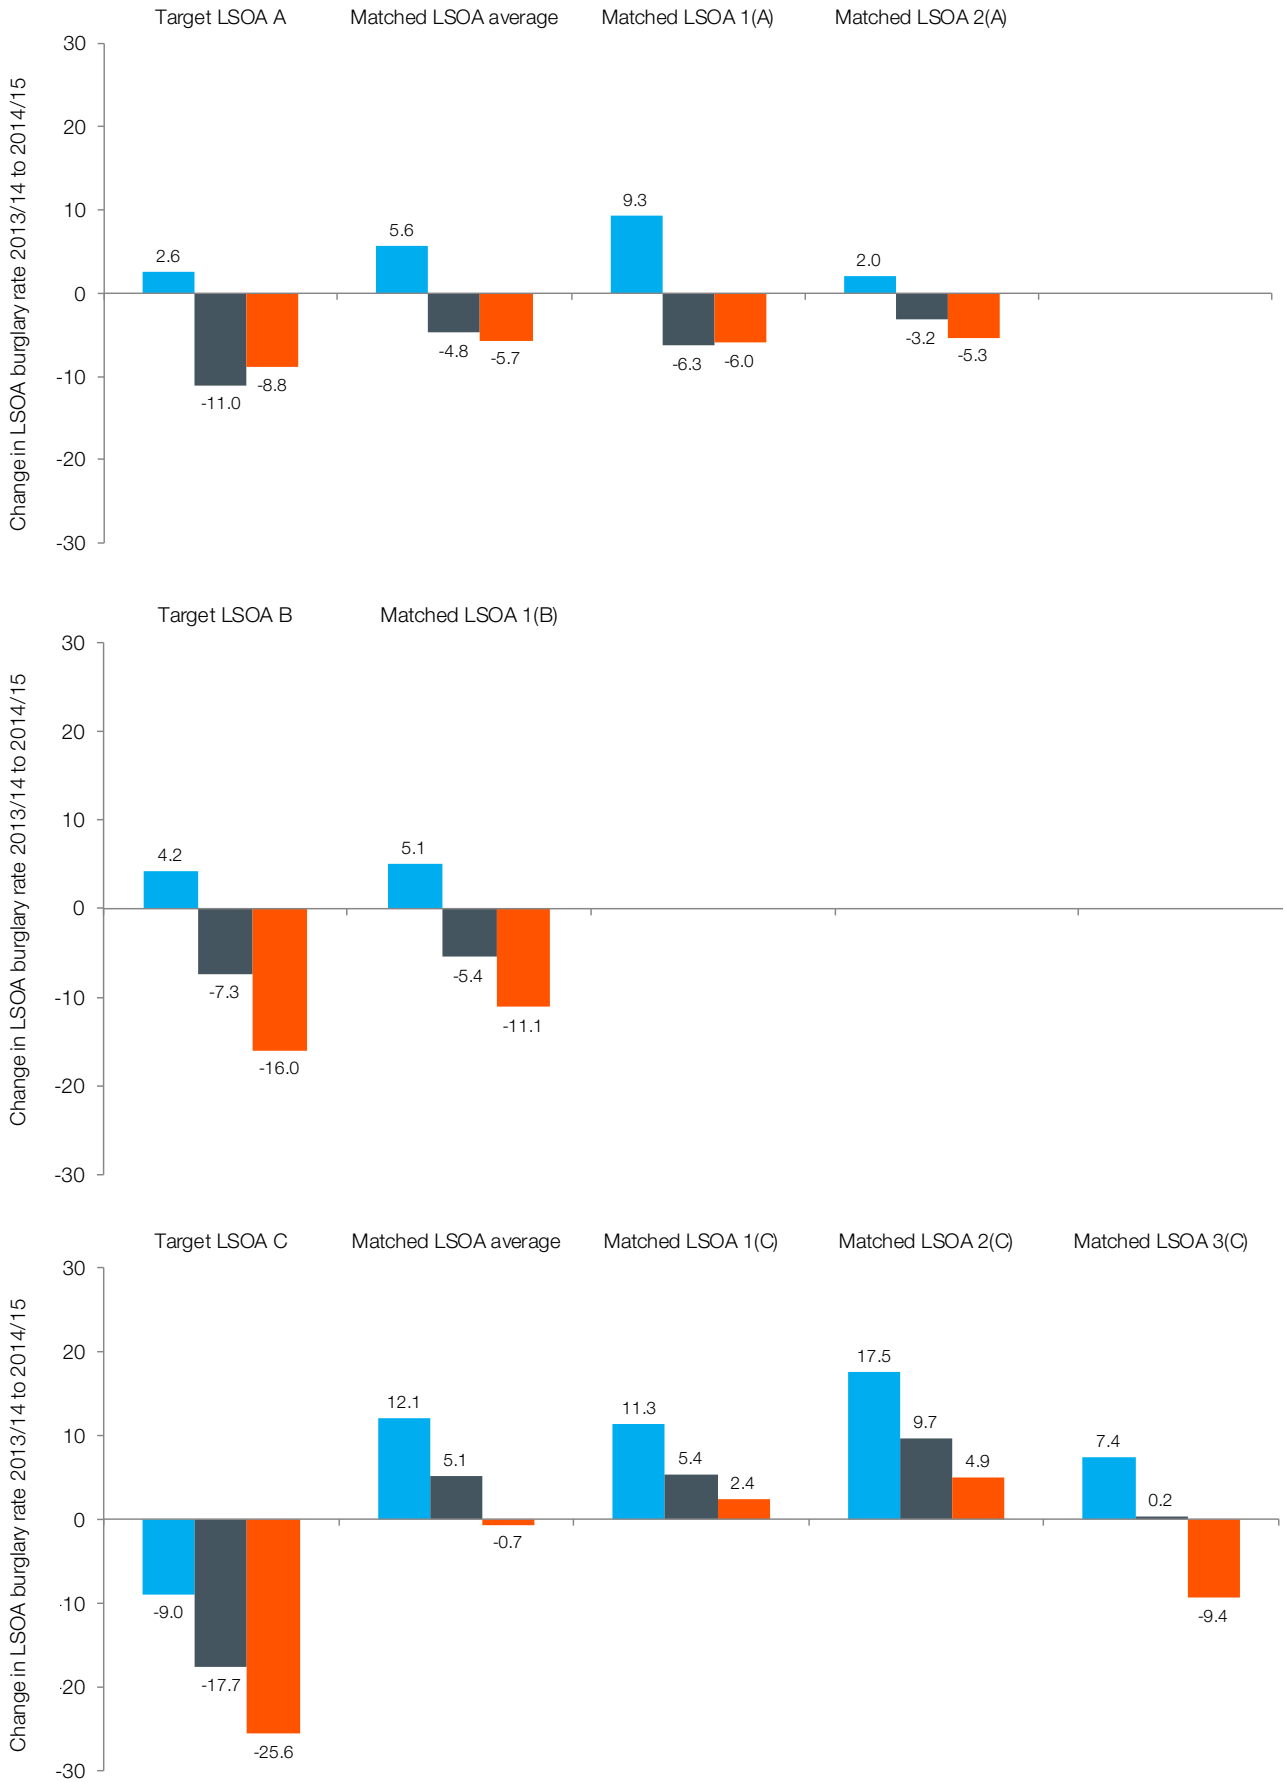 Target LSOA A Matched LSOA average Matched LSOA 1(A) Matched LSOA 2(A)
Change in LSOA burglary rate 2013/14 to 2014/15
30
20
10
0
-10
-20
-30
2.6 -11.0 -8.8
5.6 -4.8 -5.7
9.3 -6.3 -6.0
2.0 -3.2 -5.3
Target LSOA B Matched LSOA 1(B)
Change in LSOA burglary rate 2013/14 to 2014/15
30
20
10
0
-10
-20
-30
4.2 -7.3 -16.0
5.1 -5.4 -11.1
Target LSOA C Matched LSOA average Matched LSOA 1(C) Matched LSOA 2(C) Matched LSOA 3(C)
Change in LSOA burglary rate 2013/14 to 2014/15
30
20
10
0
-10
-20
-30
-9.0 -17.7 -25.6
12.1 5.1 -0.7
11.3 5.4 2.4
17.5 9.7 4.9
7.4 0.2 -9.4